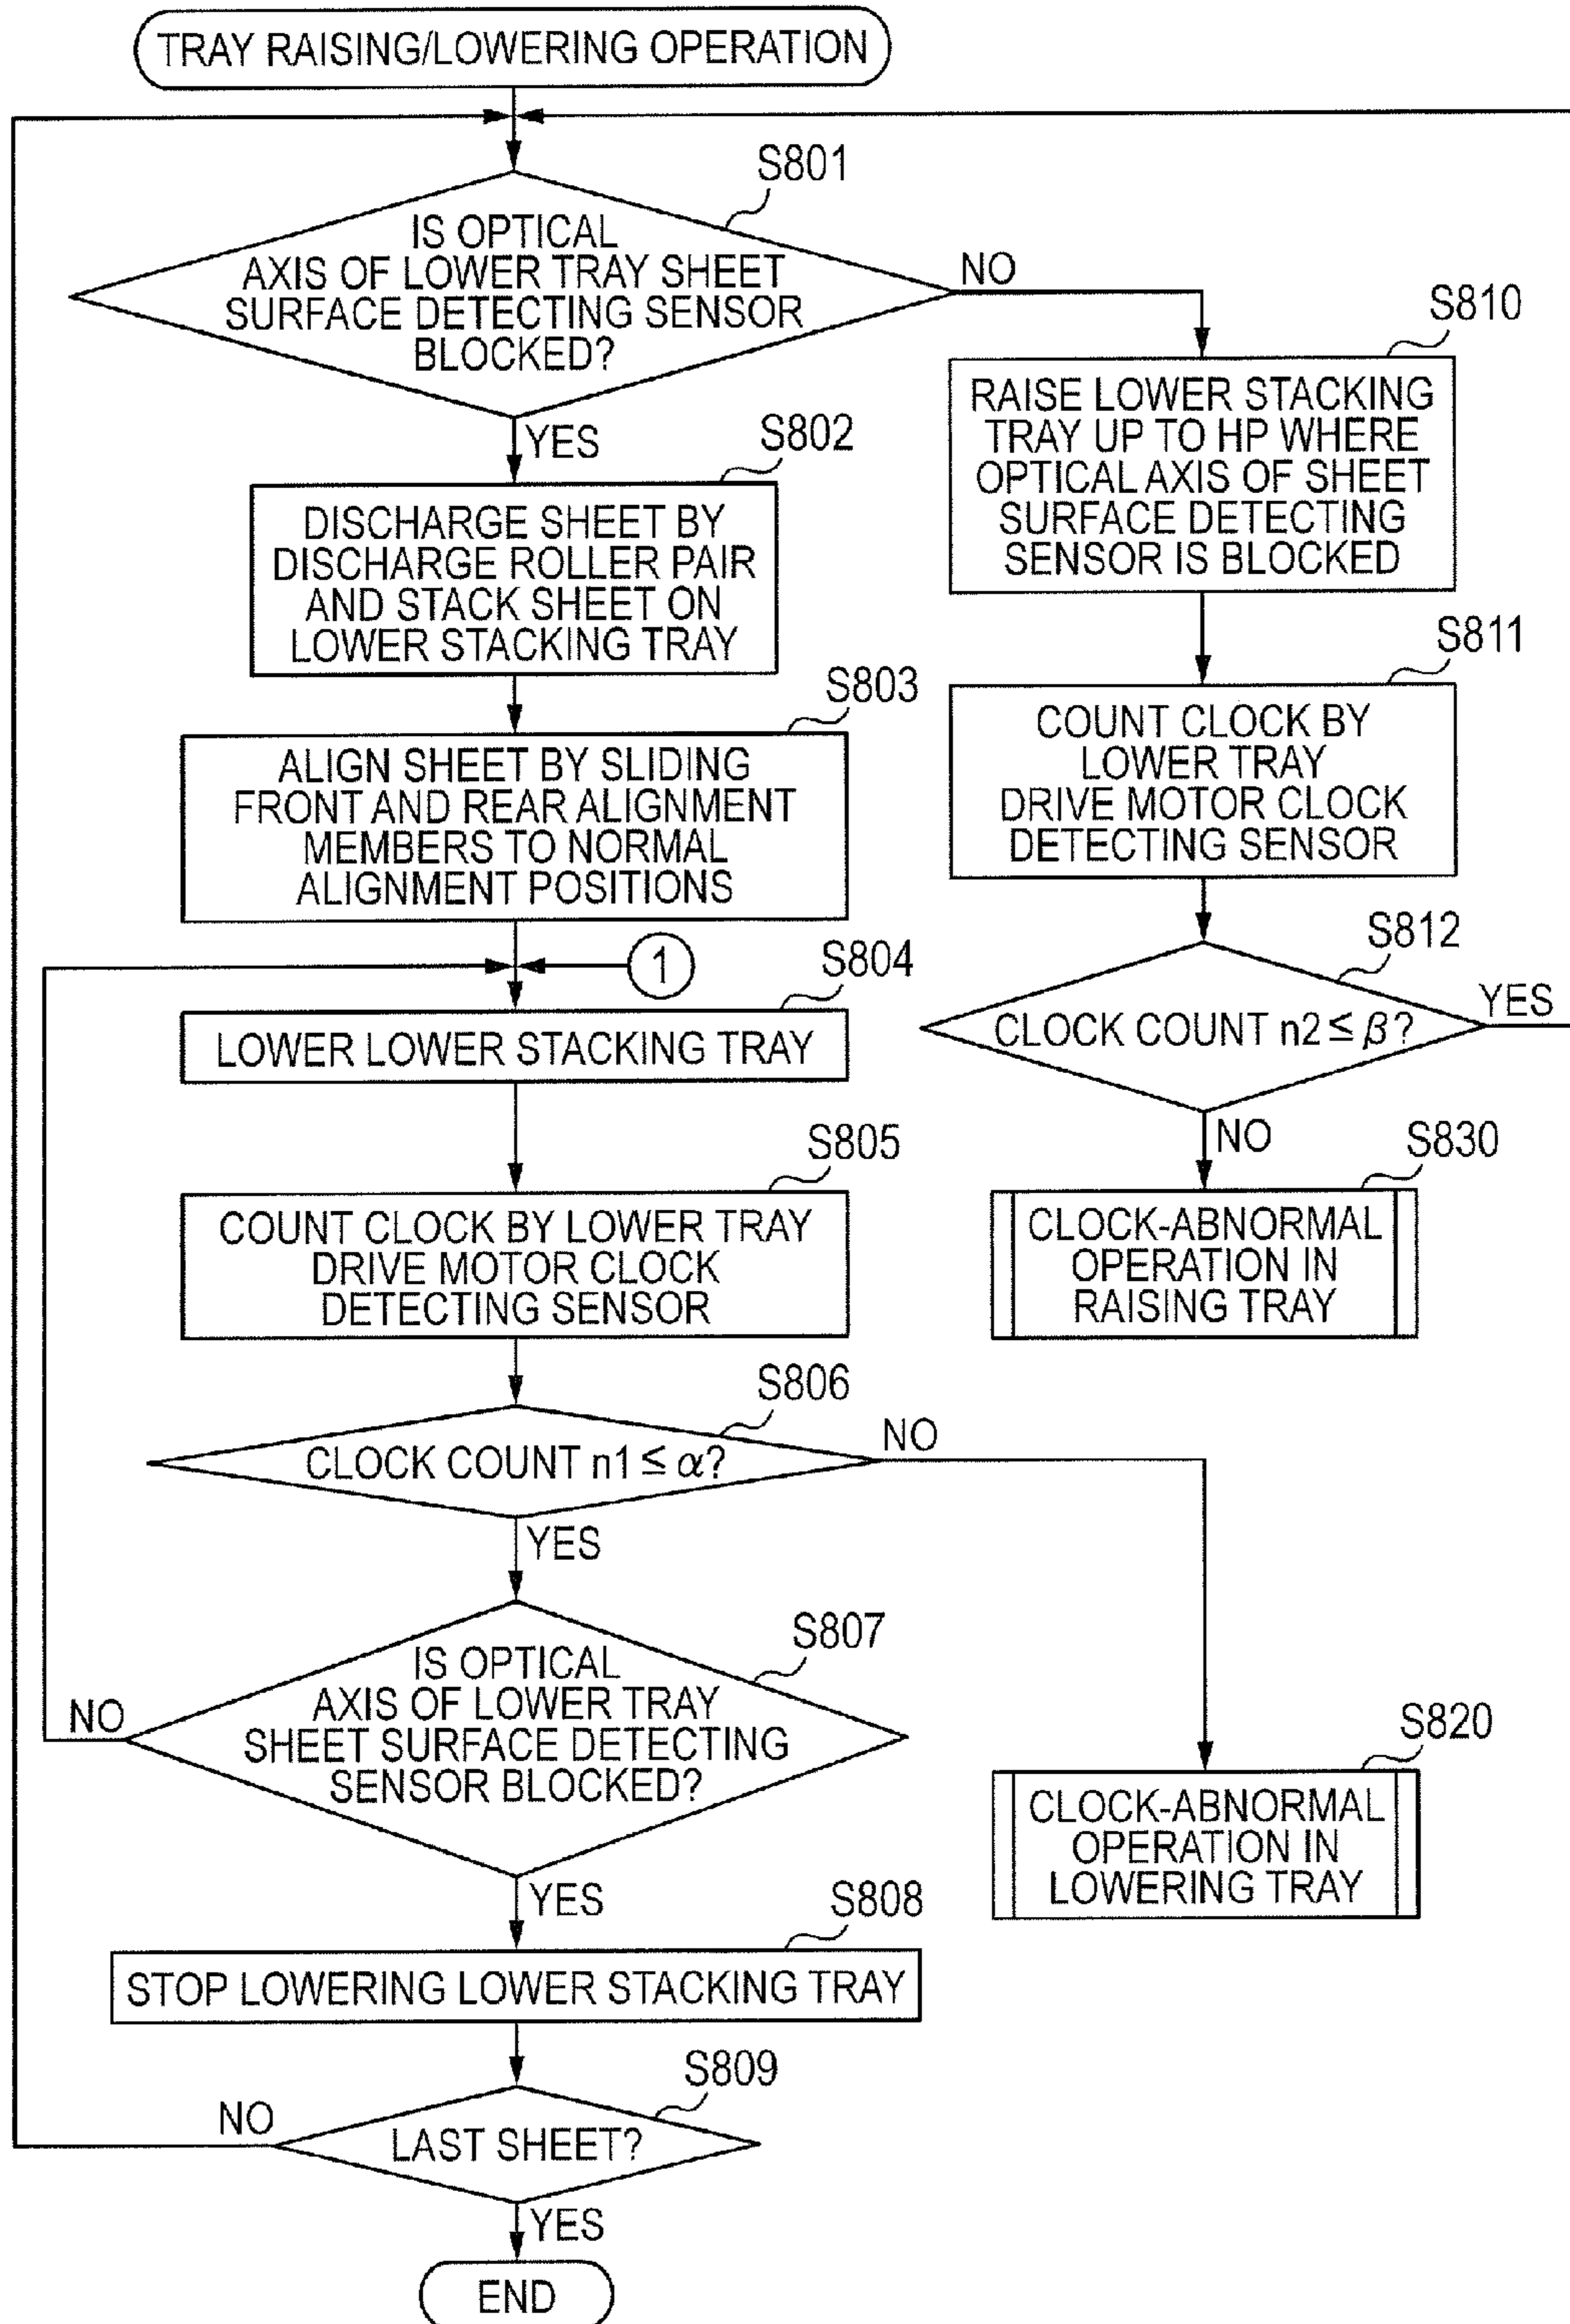 TRAY RAISING/LOWERING OPERATION
S801
IS OPTICAL
AXIS OF LOWER TRAY SHEET
SURFACE DETECTING SENSOR
BLOCKED?
NO
YES
S802
DISCHARGE SHEET BY
DISCHARGE ROLLER PAIR
AND STACK SHEET ON
LOWER STACKING TRAY
S803
ALIGN SHEET BY SLIDING
FRONT AND REAR ALIGNMENT
MEMBERS TO NORMAL
ALIGNMENT POSITIONS
1
S804
LOWER LOWER STACKING TRAY
S805
COUNT CLOCK BY LOWER TRAY
DRIVE MOTOR CLOCK
DETECTING SENSOR
S806
CLOCK COUNT n1 ≦ α?
NO
YES
S807
IS OPTICAL
AXIS OF LOWER TRAY
SHEET SURFACE DETECTING
SENSOR BLOCKED?
NO
YES
S808
STOP LOWERING LOWER STACKING TRAY
S809
LAST SHEET?
NO
YES
END
S810
RAISE LOWER STACKING
TRAY UP TO HP WHERE
OPTICAL AXIS OF SHEET
SURFACE DETECTING
SENSOR IS BLOCKED
S811
COUNT CLOCK BY
LOWER TRAY
DRIVE MOTOR CLOCK
DETECTING SENSOR
S812
CLOCK COUNT n2 ≦ β?
YES
NO
S830
CLOCK-ABNORMAL
OPERATION IN
RAISING TRAY
S820
CLOCK-ABNORMAL
OPERATION IN
LOWERING TRAY